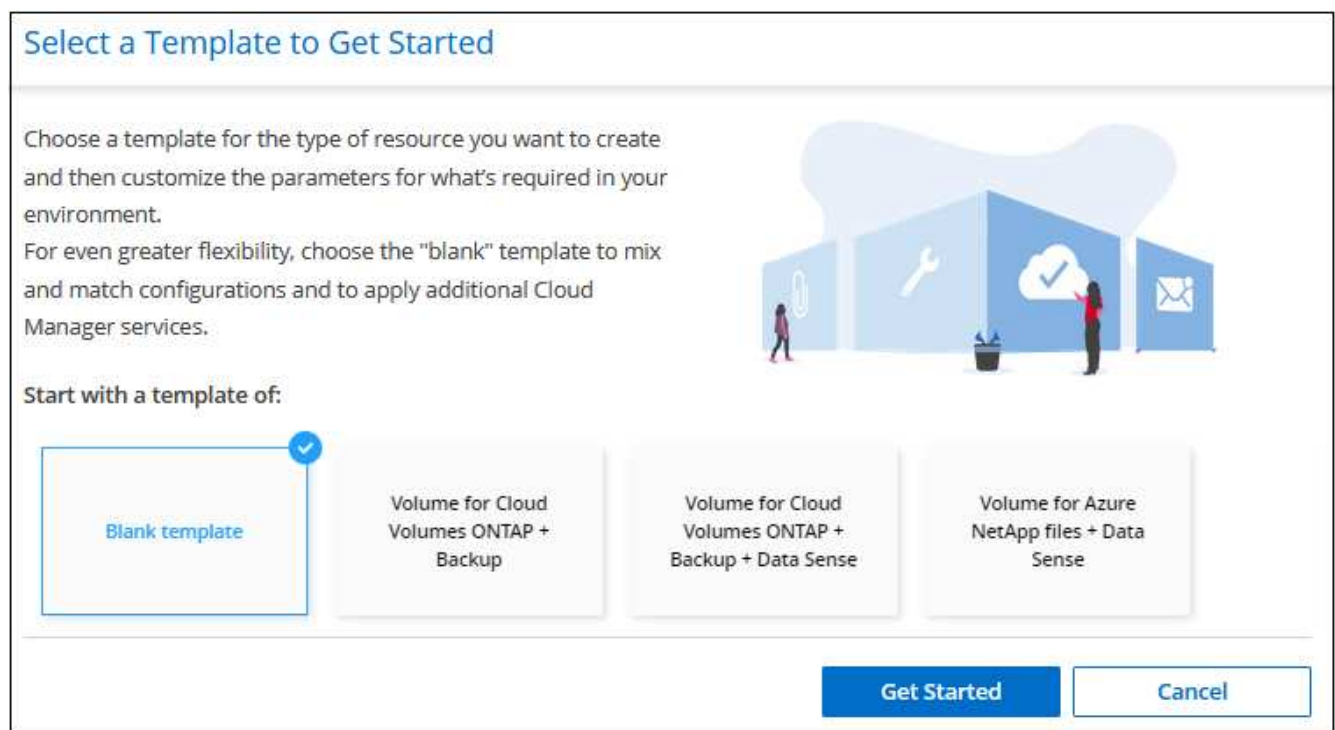 Select a Template to Get Started
Choose a template for the type of resource you want to create
and then customize the parameters for what's required in your
environment.
For even greater flexibility, choose the "blank" template to mix
and match configurations and to apply additional Cloud
Manager services.
Start with a template of:
Blank template
Volume for Cloud
Volumes ONTAP +
Backup
Volume for Cloud
Volumes ONTAP +
Backup + Data Sense
Volume for Azure
NetApp files + Data
Sense
Get Started
Cancel